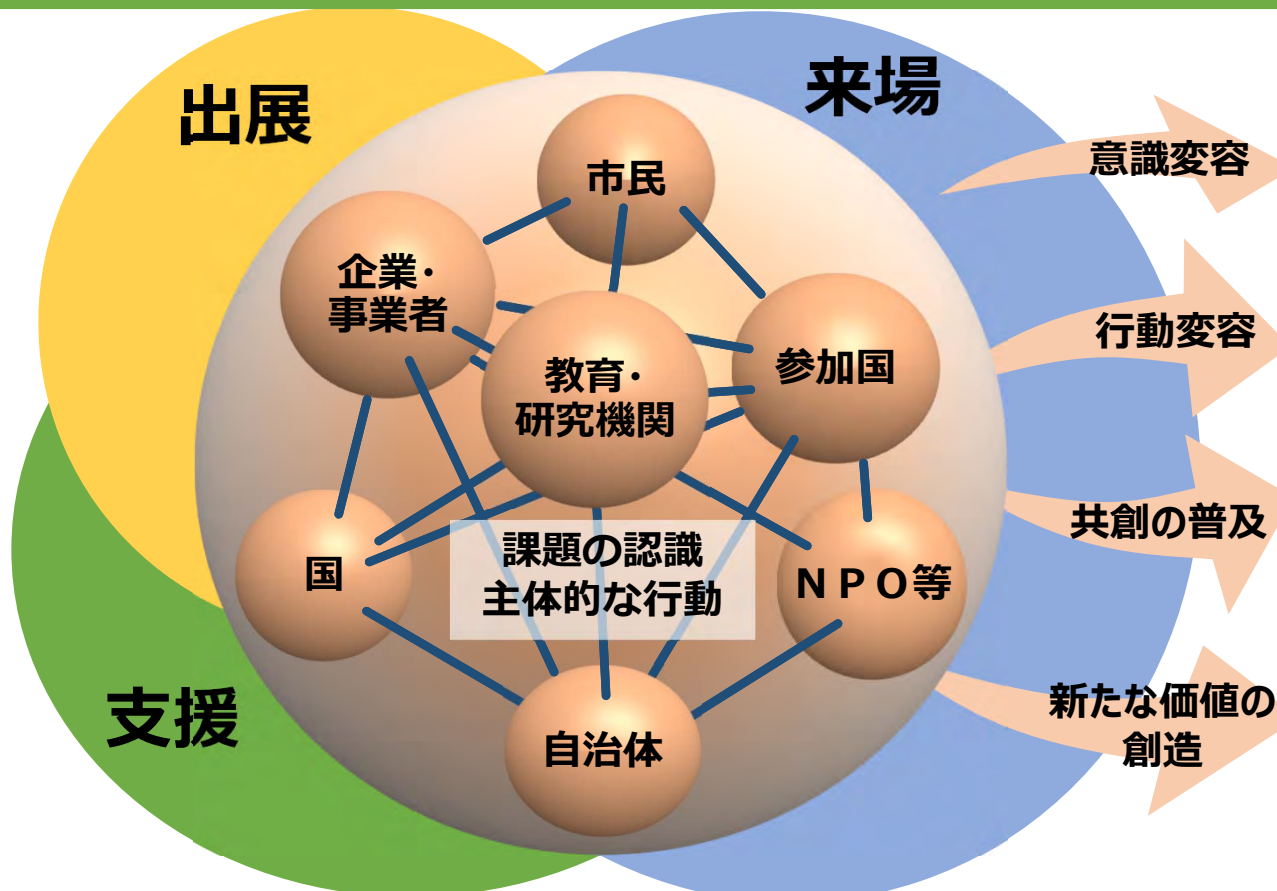 出展
来場
市民
意識変容
企業・
事業者
行動変容
参加国
教育・
研究機関
共創の普及
課題の認識
主体的な行動
国
ＮＰＯ等
支援
自治体
新たな価値の
創造